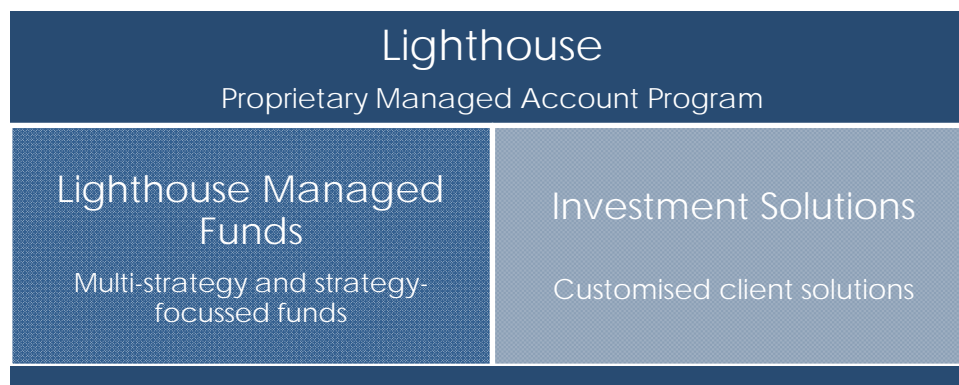 Lighthouse
Proprietary Managed Account Program
Lighthouse Managed
Funds
Multi-strategy and strategy-
focussed funds
Investment Solutions
Customised client solutions